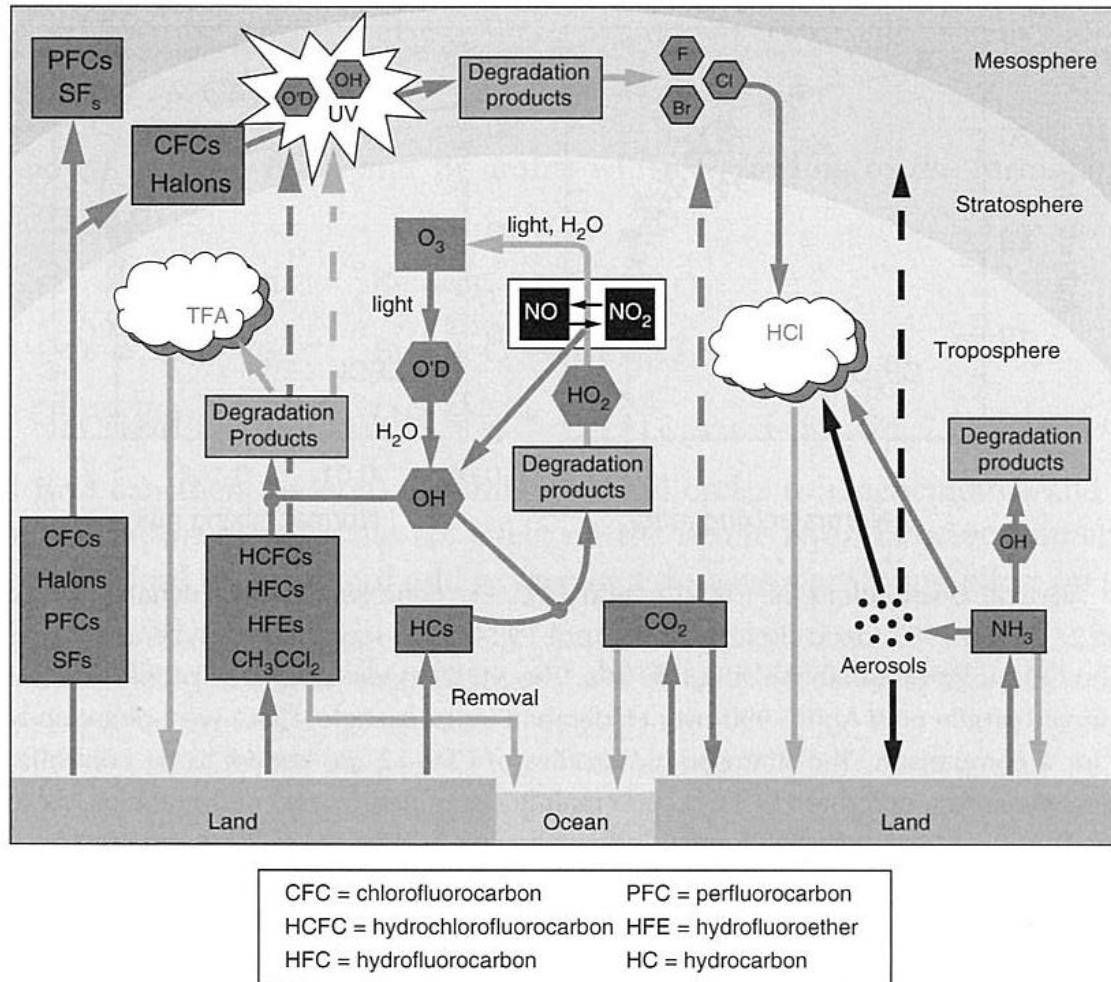 Mesosphere
PFCs
SFs
O'D
OH
UV
Degradation
products
F
Cl
Br
CFCs
Halons
Stratosphere
O3
light, H2O
light
NO
NO2
TFA
HCl
Troposphere
O'D
HO2
H2O
Degradation
Products
OH
Degradation
products
Degradation
products
OH
CFCs
Halons
PFCs
SFs
HCFCs
HFCs
HFEs
CH3CCl2
HCs
CO2
NH3
Aerosols
Removal
Land
Ocean
Land
CFC = chlorofluorocarbon
HCFC = hydrochlorofluorocarbon
HFC = hydrofluorocarbon
PFC = perfluorocarbon
HFE = hydrofluoroether
HC = hydrocarbon